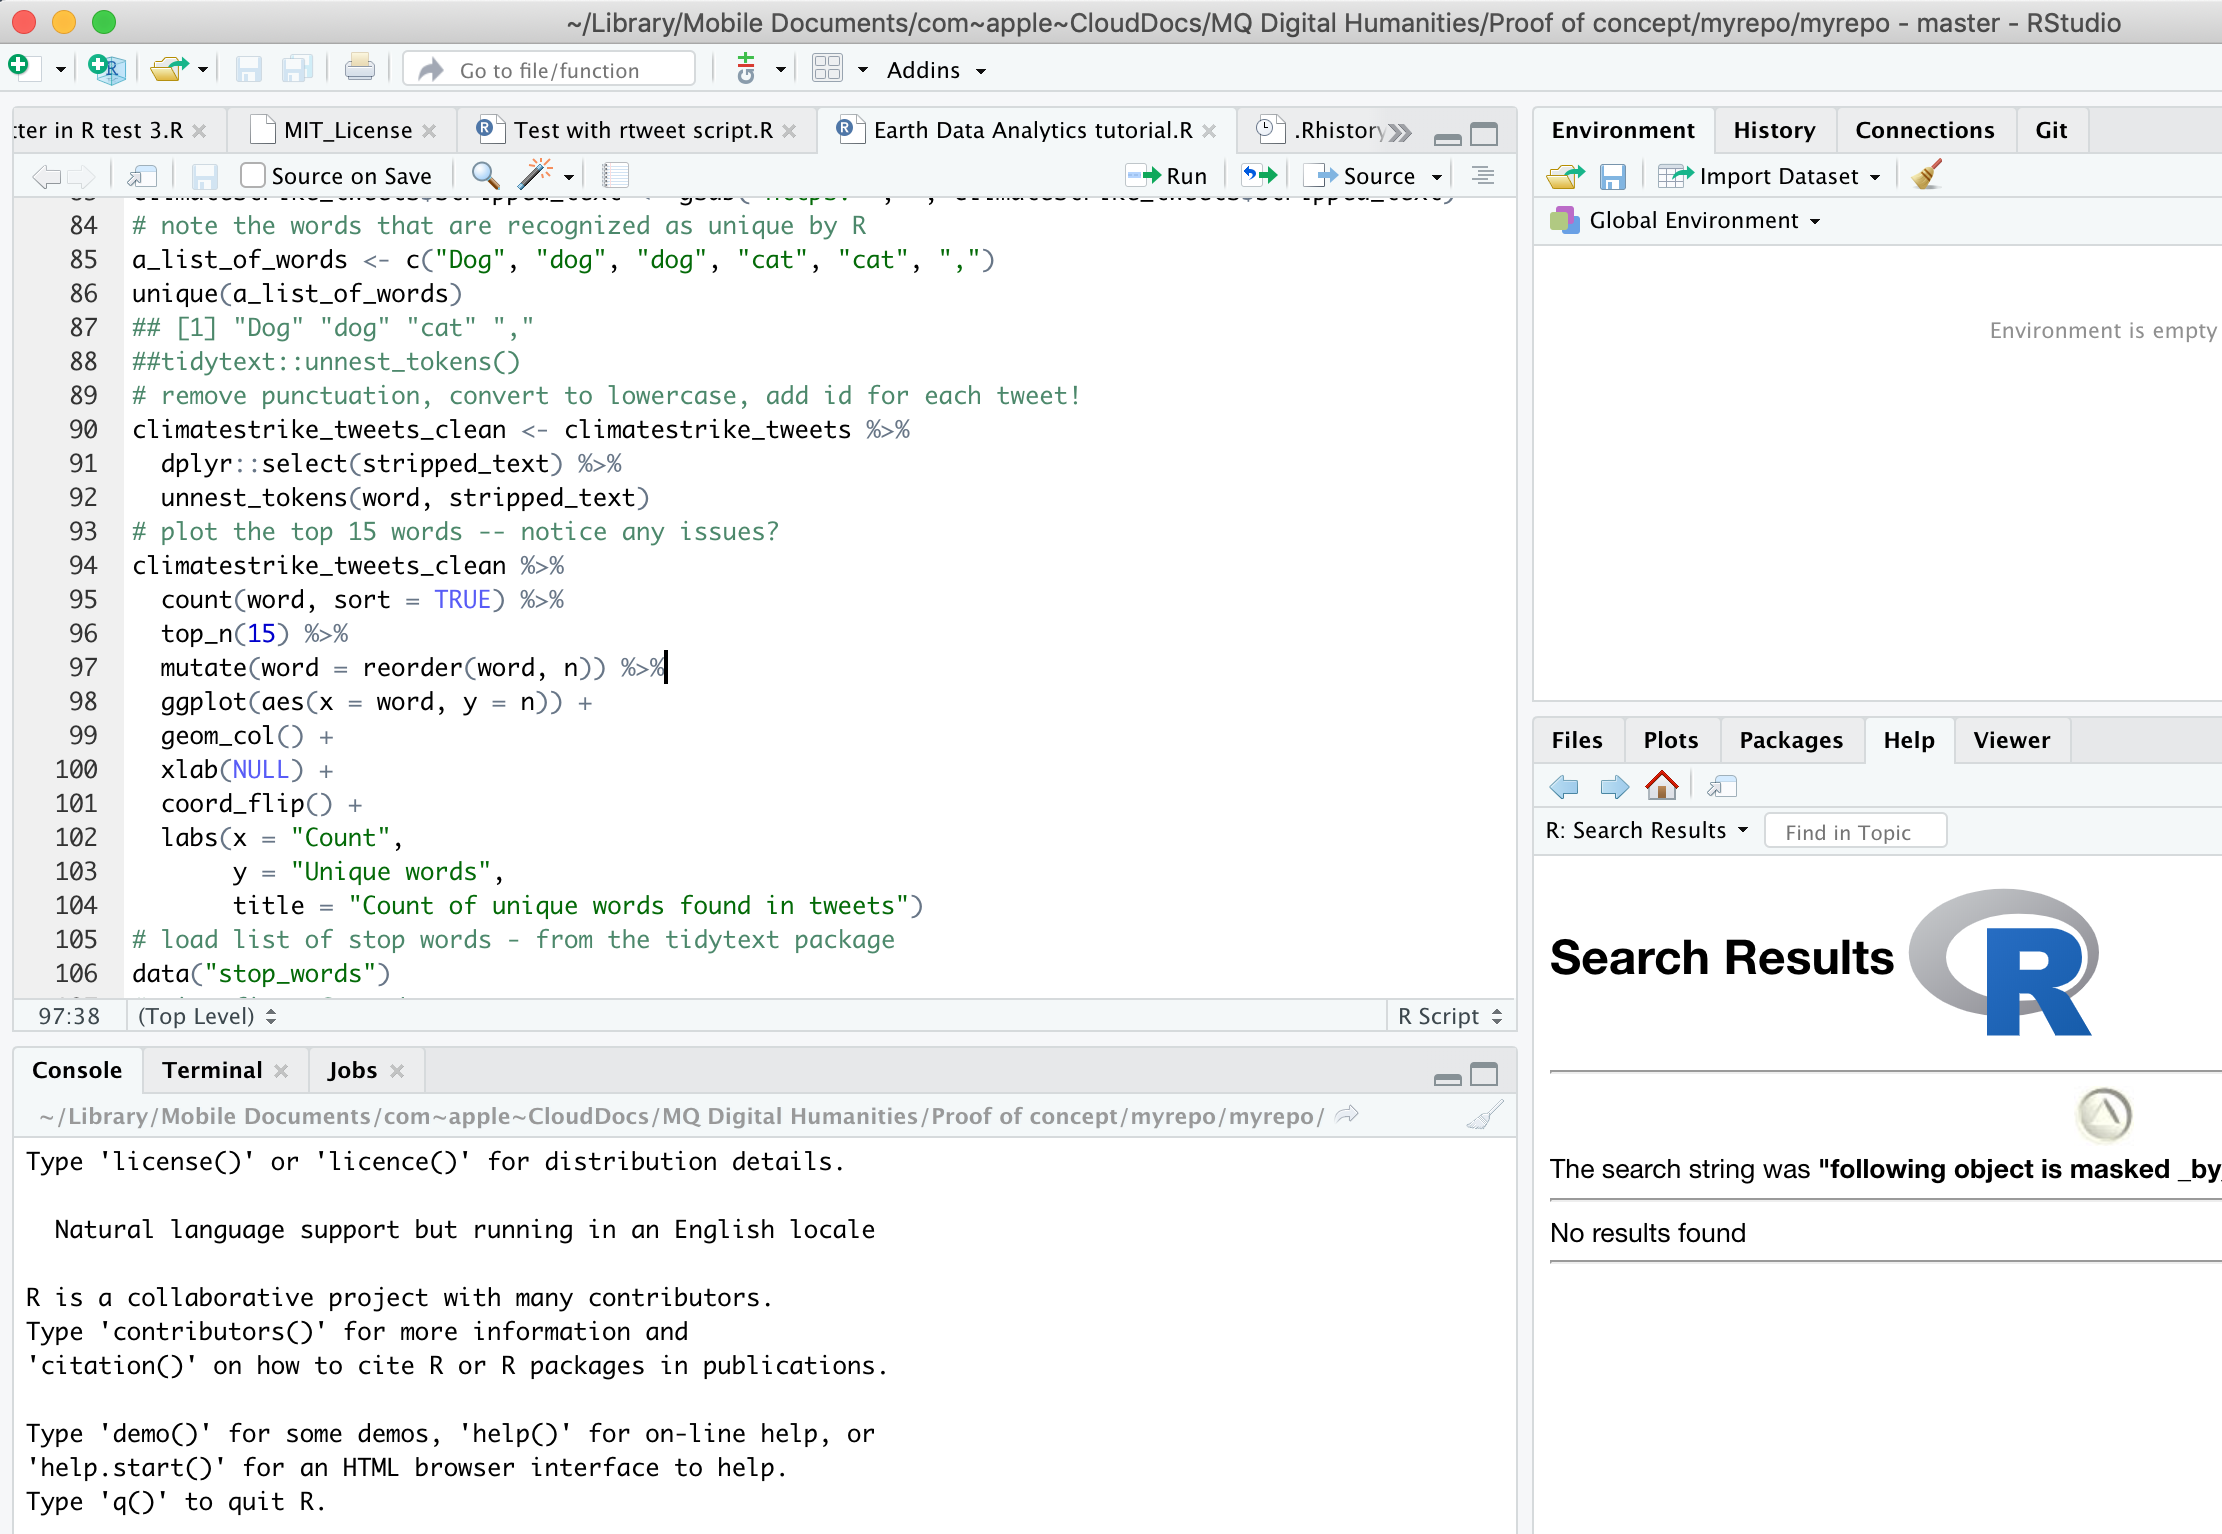 ~/Library/Mobile Documents/com~apple~CloudDocs/MQ Digital Humanities/Proof of concept/myrepo/myrepo - master - RStudio
Go to file/function
Addins
tter in R test 3.R
MIT_License
Test with rtweet script.R
Earth Data Analytics tutorial.R
.Rhistory
Source on Save
Run
Source
84 # note the words that are recognized as unique by R
85 a_list_of_words <- c("Dog", "dog", "dog", "cat", "cat", ",")
86 unique(a_list_of_words)
87 ## [1] "Dog" "dog" "cat" ","
88 ##tidytext::unnest_tokens()
89 # remove punctuation, convert to lowercase, add id for each tweet!
90 climatestrike_tweets_clean <- climatestrike_tweets %>%
91   dplyr::select(stripped_text) %>%
92   unnest_tokens(word, stripped_text)
93 # plot the top 15 words -- notice any issues?
94 climatestrike_tweets_clean %>%
95   count(word, sort = TRUE) %>%
96   top_n(15) %>%
97   mutate(word = reorder(word, n)) %>%
98   ggplot(aes(x = word, y = n)) +
99   geom_col() +
100   xlab(NULL) +
101   coord_flip() +
102   labs(x = "Count",
103        y = "Unique words",
104        title = "Count of unique words found in tweets")
105 # load list of stop words - from the tidytext package
106 data("stop_words")
97:38
(Top Level)
R Script
Console
Terminal
Jobs
~/Library/Mobile Documents/com~apple~CloudDocs/MQ Digital Humanities/Proof of concept/myrepo/myrepo/
Type 'license()' or 'licence()' for distribution details.
  Natural language support but running in an English locale
R is a collaborative project with many contributors.
Type 'contributors()' for more information and
'citation()' on how to cite R or R packages in publications.
Type 'demo()' for some demos, 'help()' for on-line help, or
'help.start()' for an HTML browser interface to help.
Type 'q()' to quit R.
Environment
History
Connections
Git
Import Dataset
Global Environment
Environment is empty
Files
Plots
Packages
Help
Viewer
R: Search Results
Find in Topic
Search Results
R
The search string was "following object is masked _by_
No results found